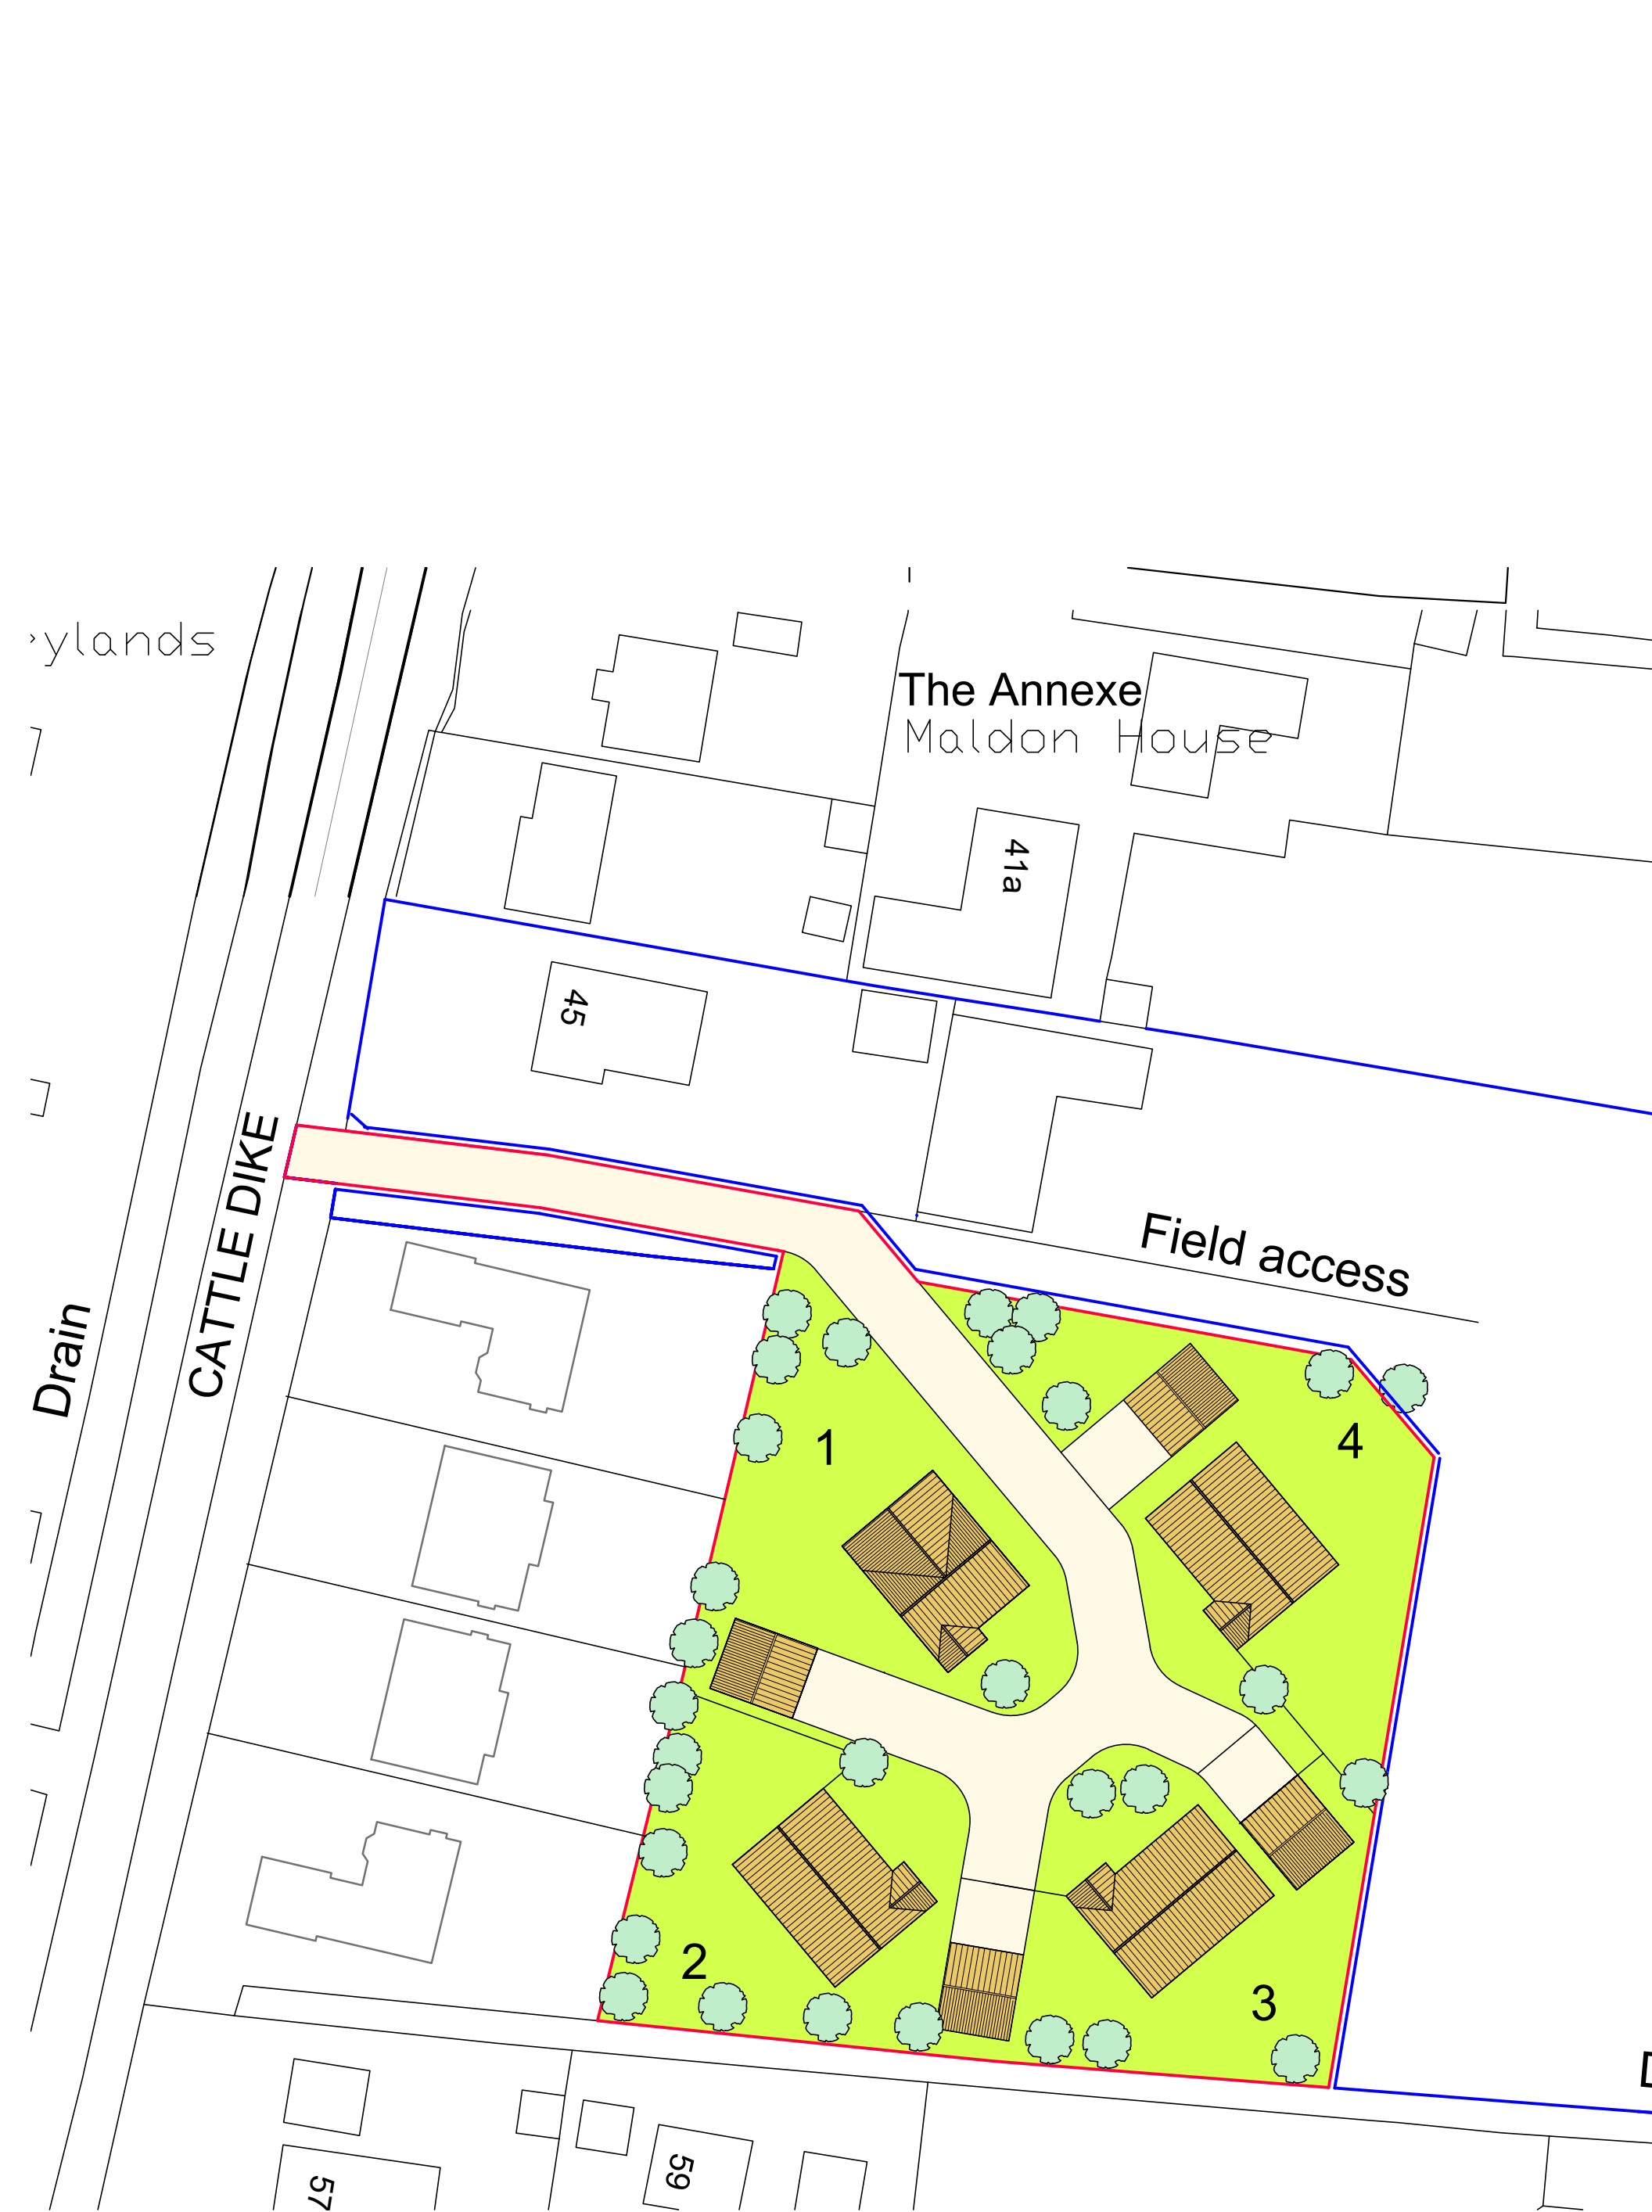 ylands
The Annexe
Maldon House
41a
45
CATTLE DIKE
Field access
Drain
1
4
2
3
59
57